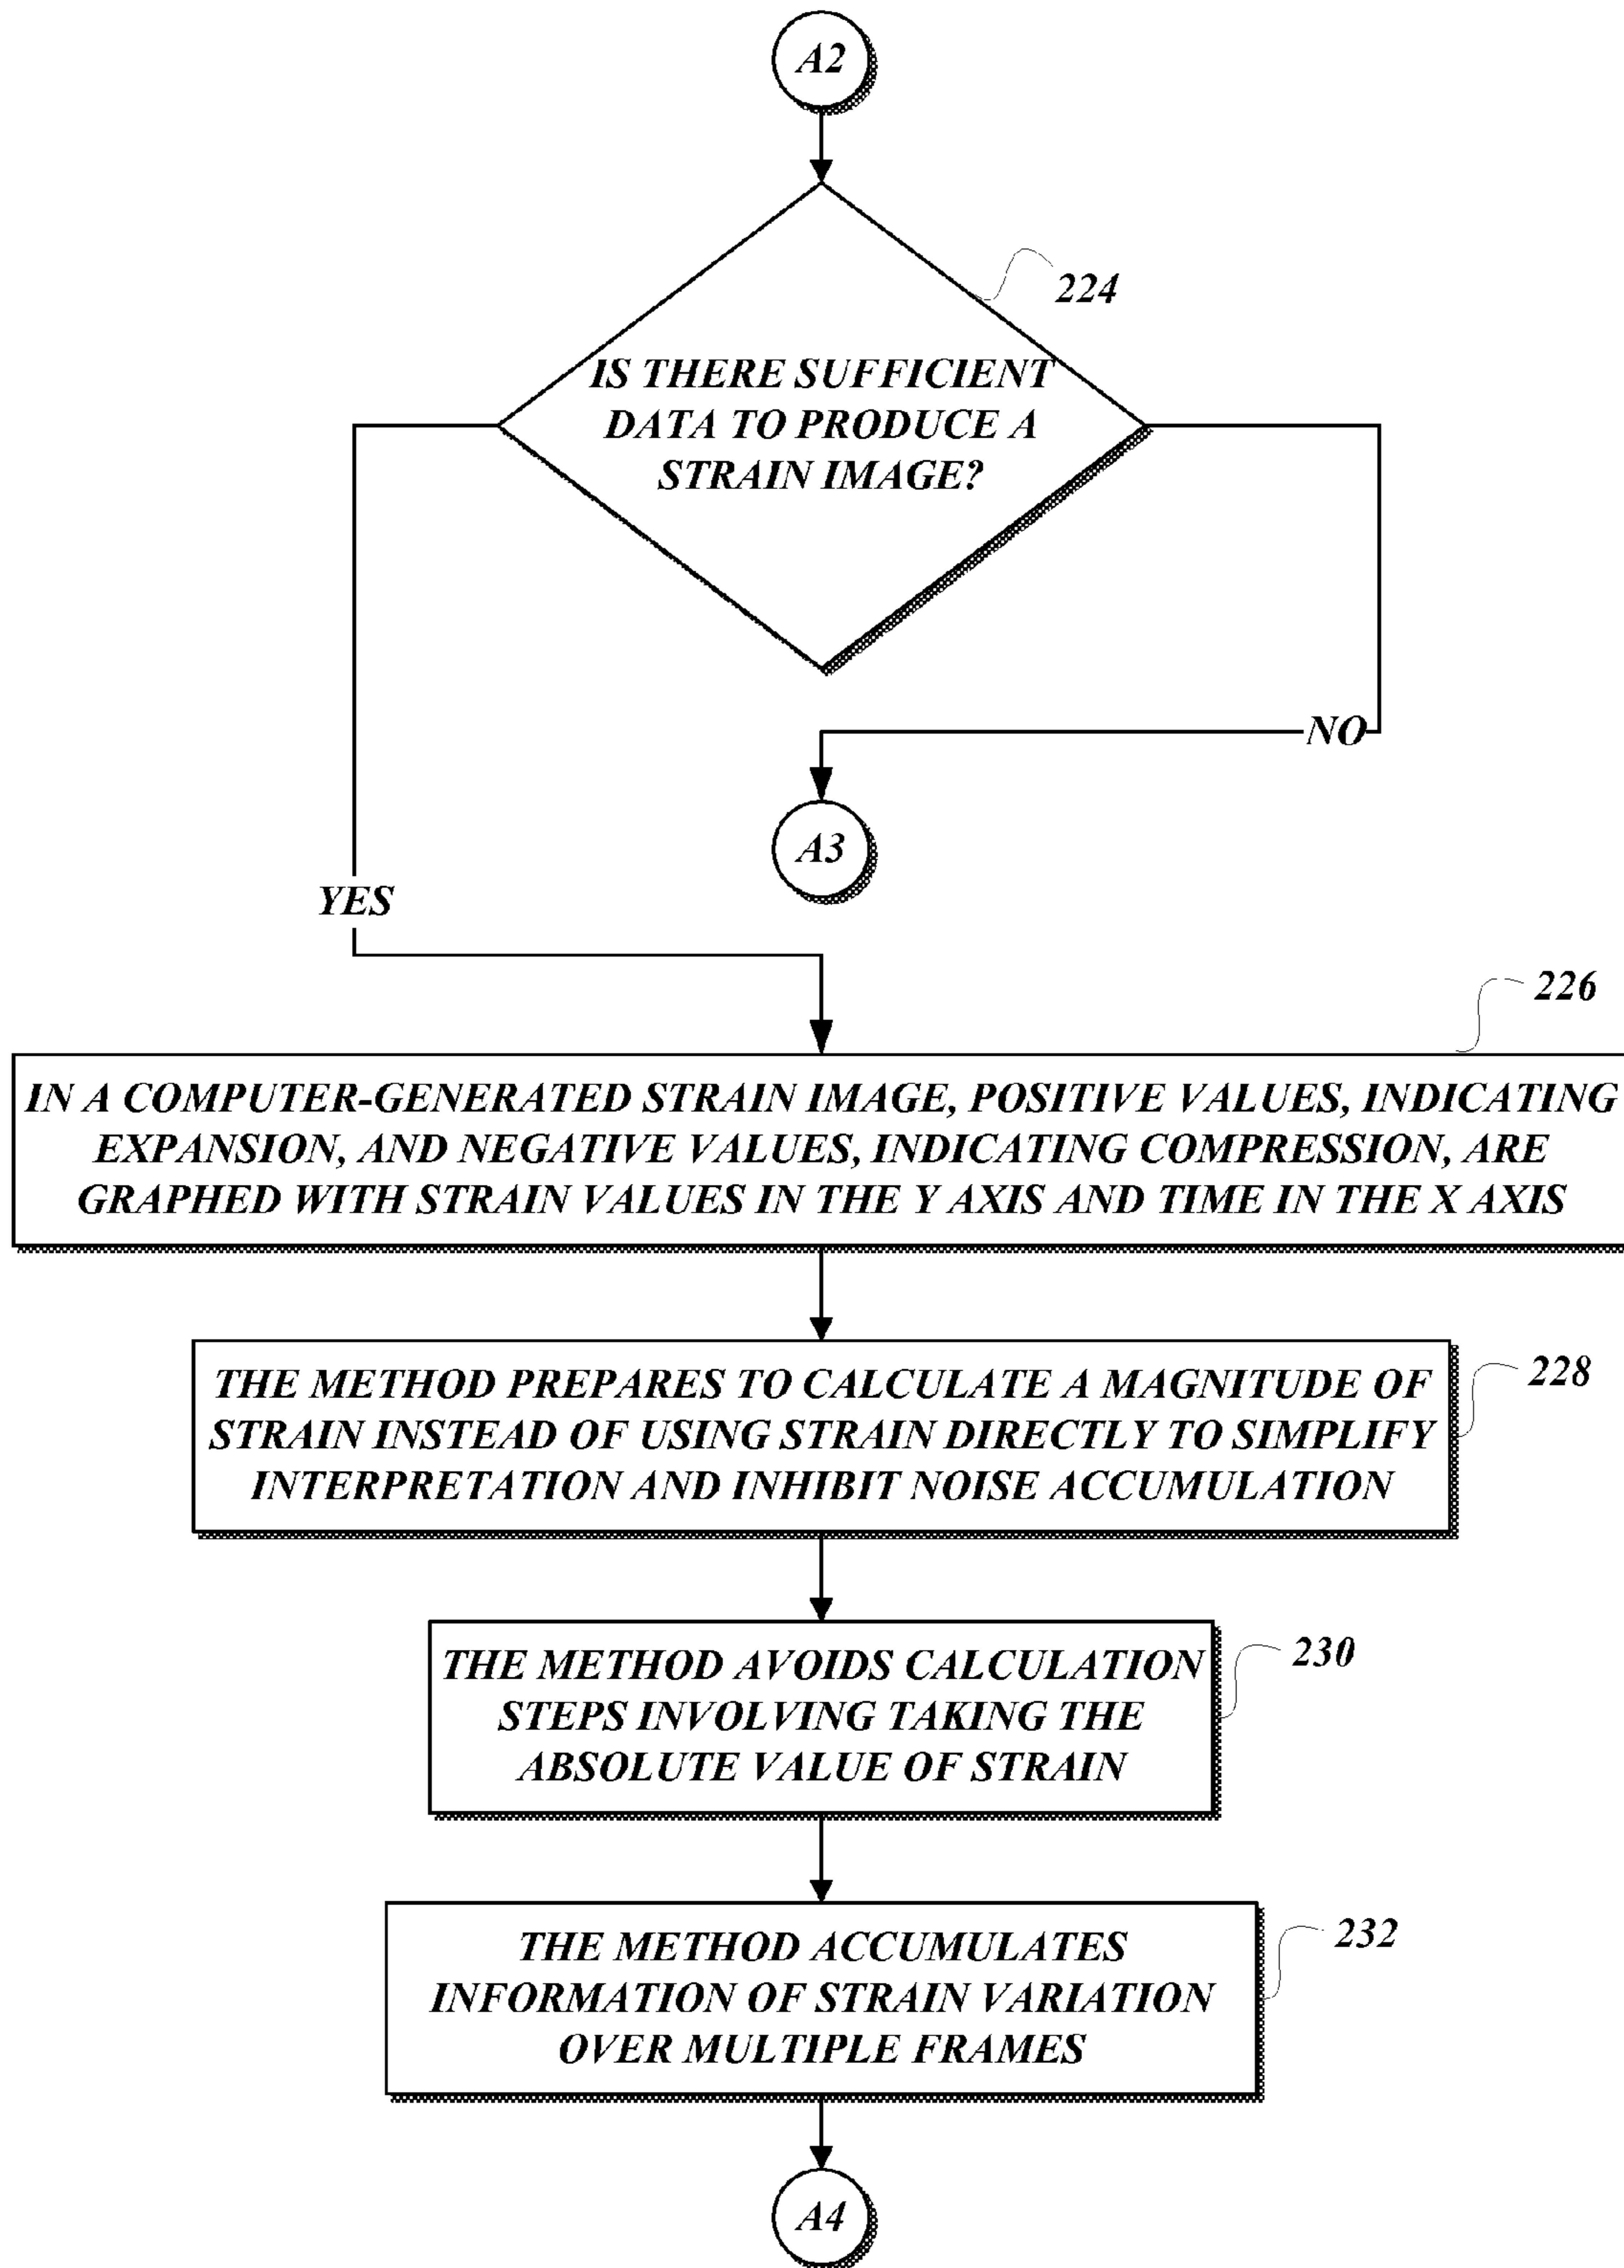 A2
224
IS THERE SUFFICIENT
DATA TO PRODUCE A
STRAIN IMAGE?
NO
A3
YES
226
IN A COMPUTER-GENERATED STRAIN IMAGE, POSITIVE VALUES, INDICATING
EXPANSION, AND NEGATIVE VALUES, INDICATING COMPRESSION, ARE
GRAPHED WITH STRAIN VALUES IN THE Y AXIS AND TIME IN THE X AXIS
228
THE METHOD PREPARES TO CALCULATE A MAGNITUDE OF
STRAIN INSTEAD OF USING STRAIN DIRECTLY TO SIMPLIFY
INTERPRETATION AND INHIBIT NOISE ACCUMULATION
230
THE METHOD AVOIDS CALCULATION
STEPS INVOLVING TAKING THE
ABSOLUTE VALUE OF STRAIN
232
THE METHOD ACCUMULATES
INFORMATION OF STRAIN VARIATION
OVER MULTIPLE FRAMES
A4